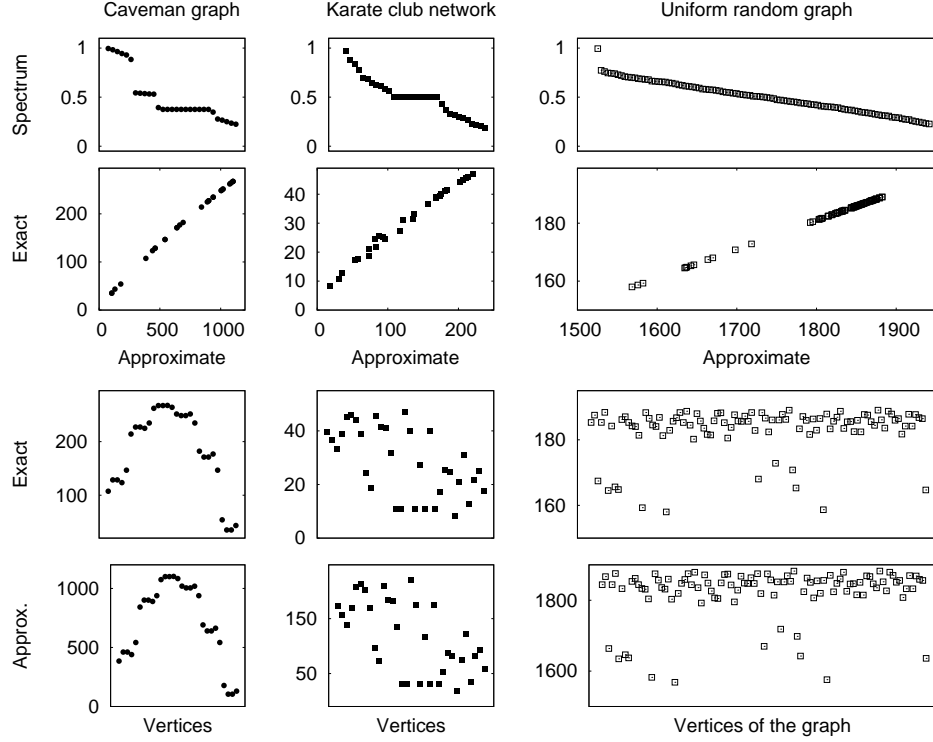 Caveman graph Karate club network Uniform random graph
Spectrum
1 1 1
0.5 0.5 0.5
0 0 0
Exact
200 40 180
100 30 160
0 20
10
0
0 500 1000 0 100 200 1500 1600 1700 1800 1900
Approximate Approximate Approximate
Exact
300 40 180
200 20 160
100 0
Approx.
1000 150 1800
500 50 1600
0
Vertices Vertices Vertices of the graph